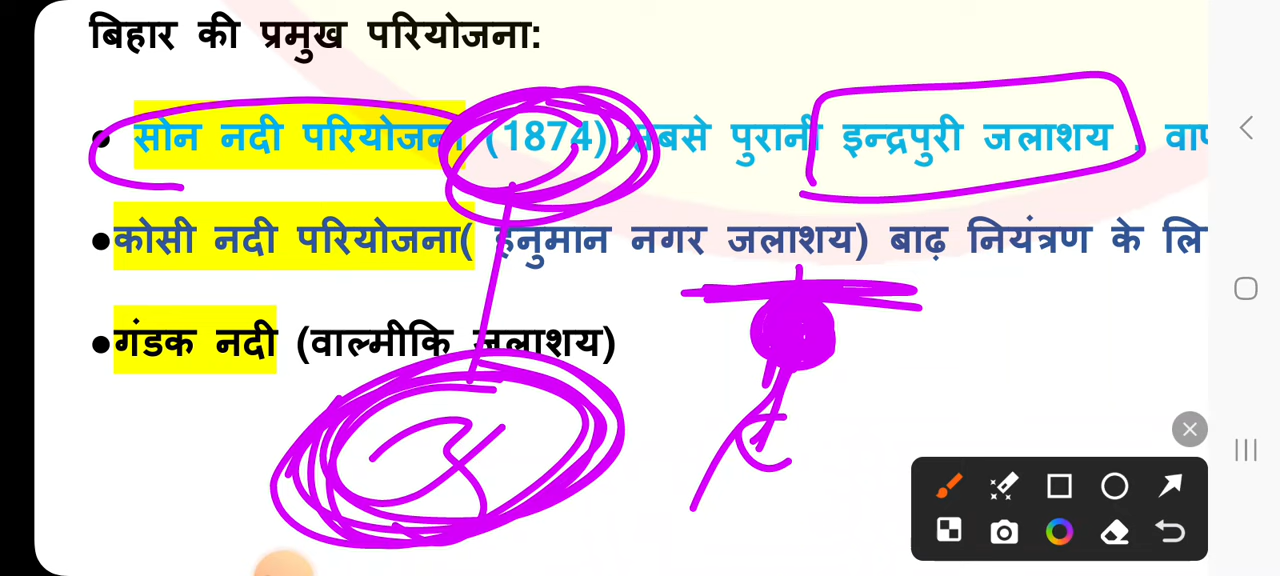 बिहार की प्रमुख परियोजना:
• सोन नदी परियोजना (1874) सबसे पुरानी इन्द्रपुरी जलाशय .
•कोसी नदी परियोजना( हनुमान नगर जलाशय) बाढ़ नियंत्रण के
•गंडक नदी (वाल्मीकि जलाशय)